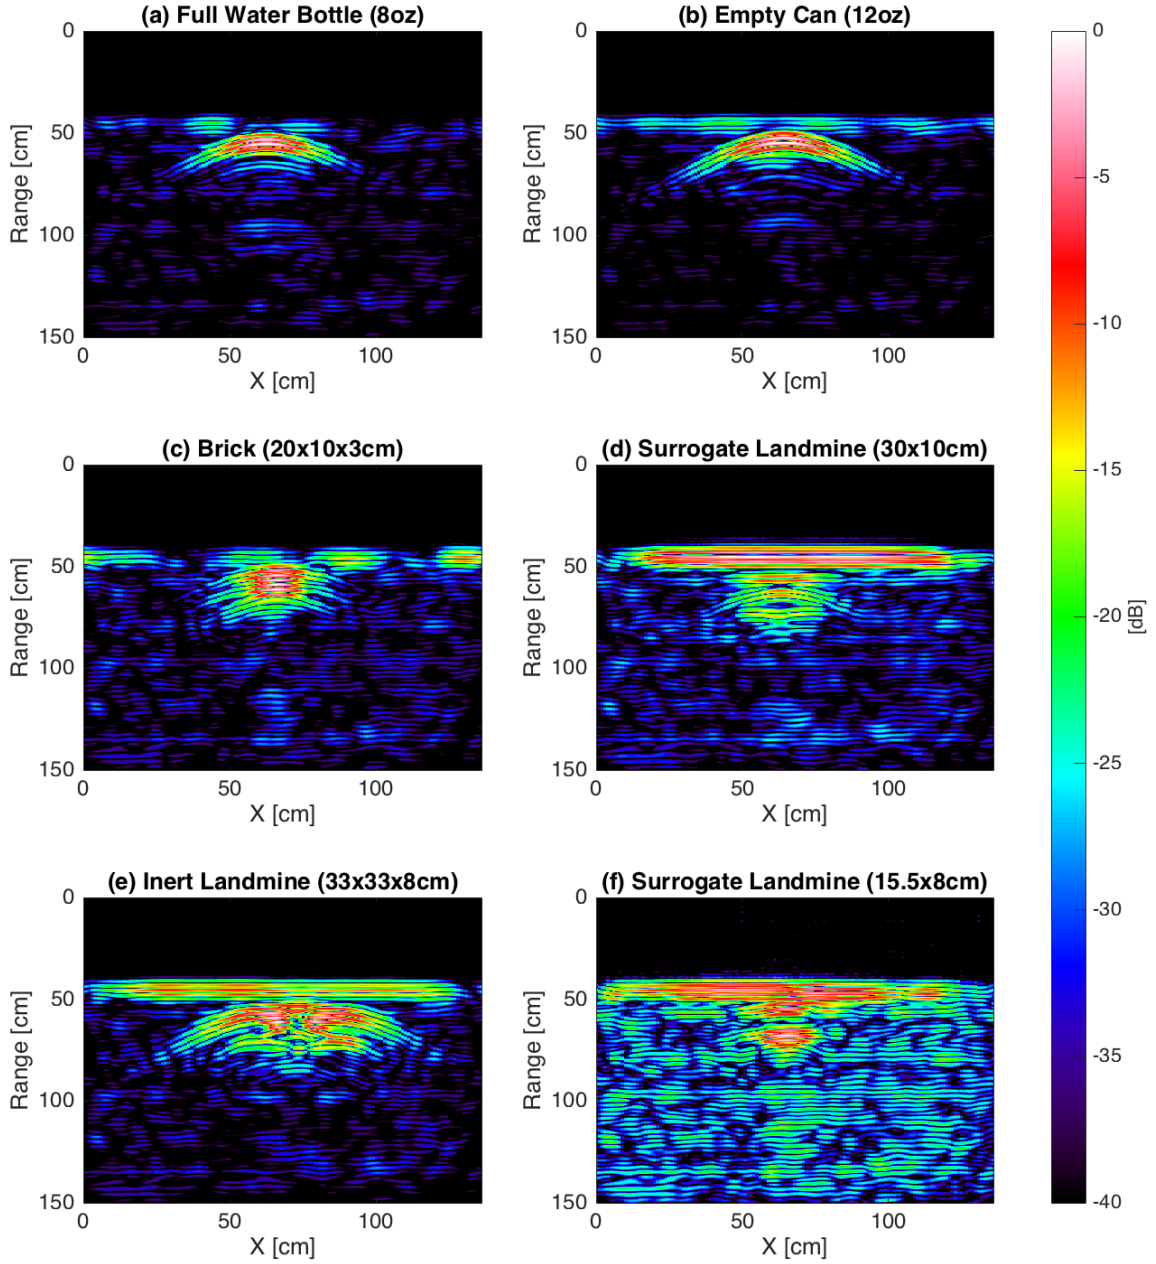 (a) Full Water Bottle (8oz)
0
50
100
150
Range [cm]
0 50 100
X [cm]
(b) Empty Can (12oz)
0
50
100
150
Range [cm]
0 50 100
X [cm]
(c) Brick (20x10x3cm)
0
50
100
150
Range [cm]
0 50 100
X [cm]
(d) Surrogate Landmine (30x10cm)
0
50
100
150
Range [cm]
0 50 100
X [cm]
(e) Inert Landmine (33x33x8cm)
0
50
100
150
Range [cm]
0 50 100
X [cm]
(f) Surrogate Landmine (15.5x8cm)
0
50
100
150
Range [cm]
0 50 100
X [cm]
0
-5
-10
-15
-20
-25
-30
-35
-40
[dB]